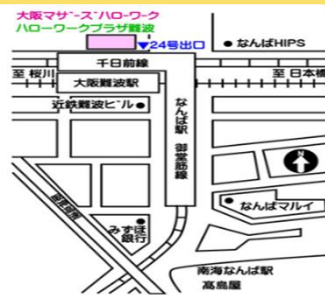 大阪マザーズハローワーク
ハローワークプラザ難波
▼24号出口
なんばHIPS
千日前線
至 桜川
至 日本橋
大阪難波駅
近鉄難波ビル
なんば駅 御堂筋線
なんばマルイ
みずほ
銀行
南海なんば駅
高島屋